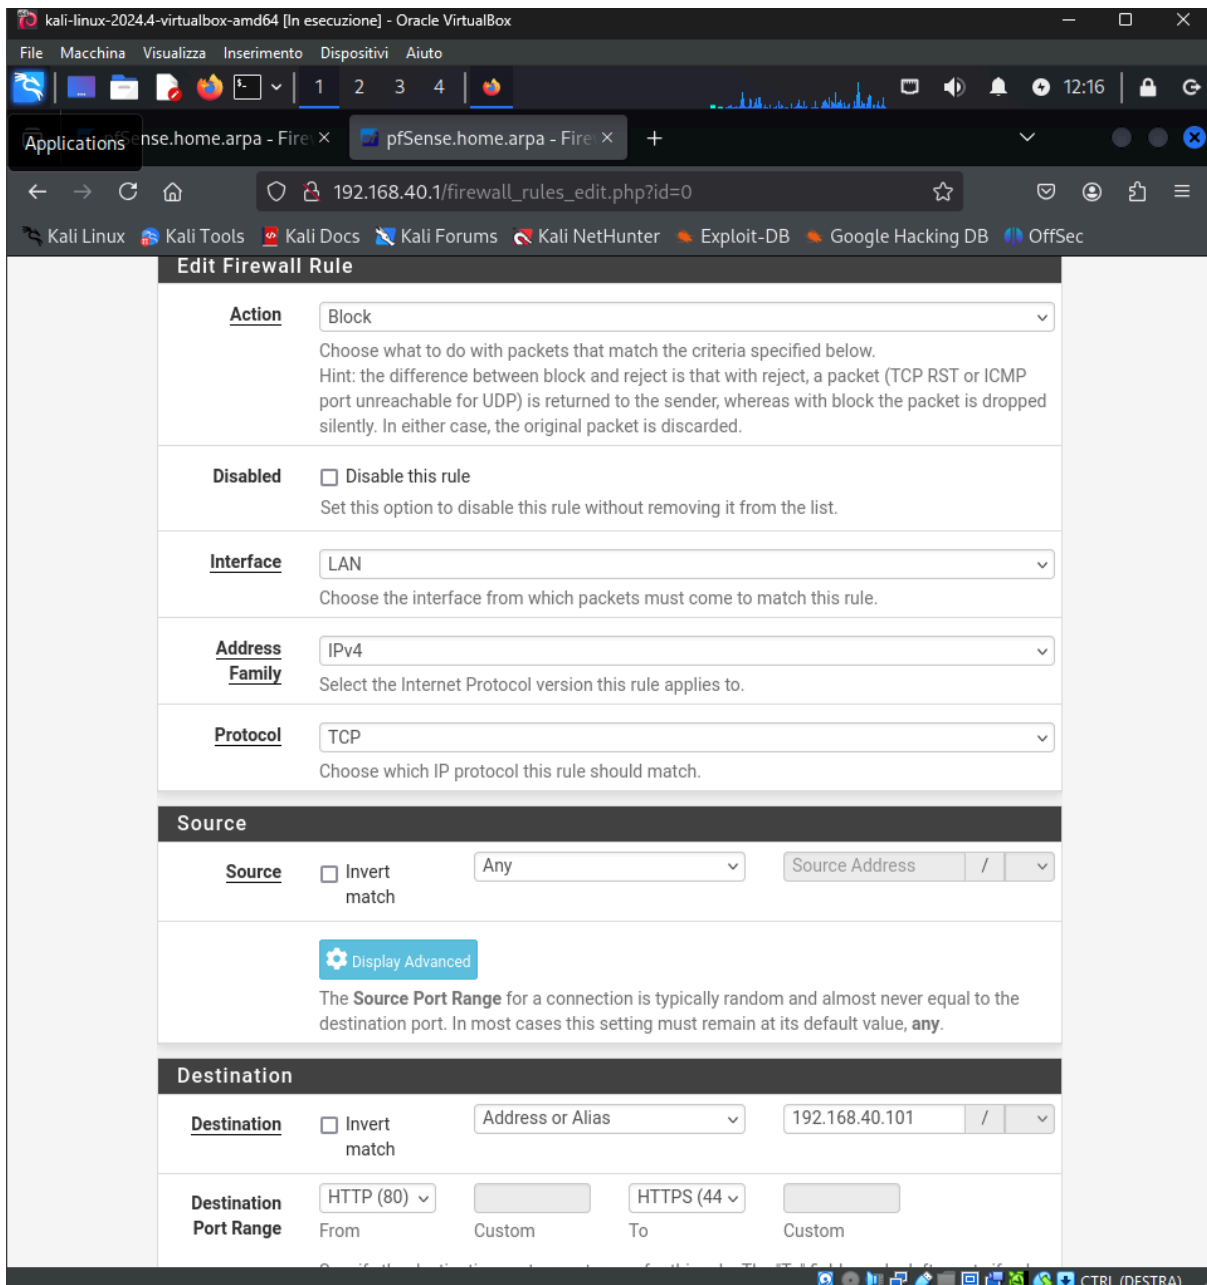 kali-linux-2024.4-virtualbox-amd64 [In esecuzione] - Oracle VirtualBox
File Macchina Visualizza Inserimento Dispositivi Aiuto
1 2 3 4 12:16
Applications nse.home.arpa - Fire pfSense.home.arpa - Fire
192.168.40.1/firewall_rules_edit.php?id=0
Kali Linux Kali Tools Kali Docs Kali Forums Kali NetHunter Exploit-DB Google Hacking DB OffSec
Edit Firewall Rule
Action Block
Choose what to do with packets that match the criteria specified below.
Hint: the difference between block and reject is that with reject, a packet (TCP RST or ICMP
port unreachable for UDP) is returned to the sender, whereas with block the packet is dropped
silently. In either case, the original packet is discarded.
Disabled Disable this rule
Set this option to disable this rule without removing it from the list.
Interface LAN
Choose the interface from which packets must come to match this rule.
Address Family IPv4
Select the Internet Protocol version this rule applies to.
Protocol TCP
Choose which IP protocol this rule should match.
Source
Source Invert match Any Source Address /
Display Advanced
The Source Port Range for a connection is typically random and almost never equal to the
destination port. In most cases this setting must remain at its default value, any.
Destination
Destination Invert match Address or Alias 192.168.40.101 /
Destination Port Range HTTP (80) HTTPS (44
From Custom To Custom
CTRL (DESTRA)